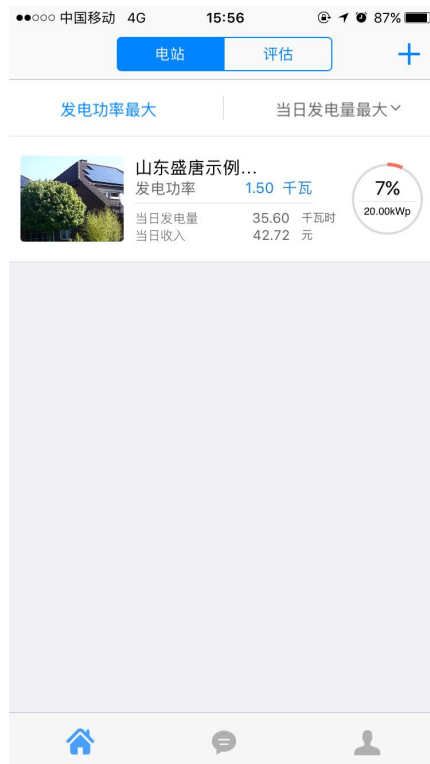 中国移动 4G 15:56 87%
电站 评估
发电功率最大 当日发电量最大
山东盛唐示例...
发电功率 1.50 千瓦
当日发电量 35.60 千瓦时
当日收入 42.72 元
7%
20.00kWp